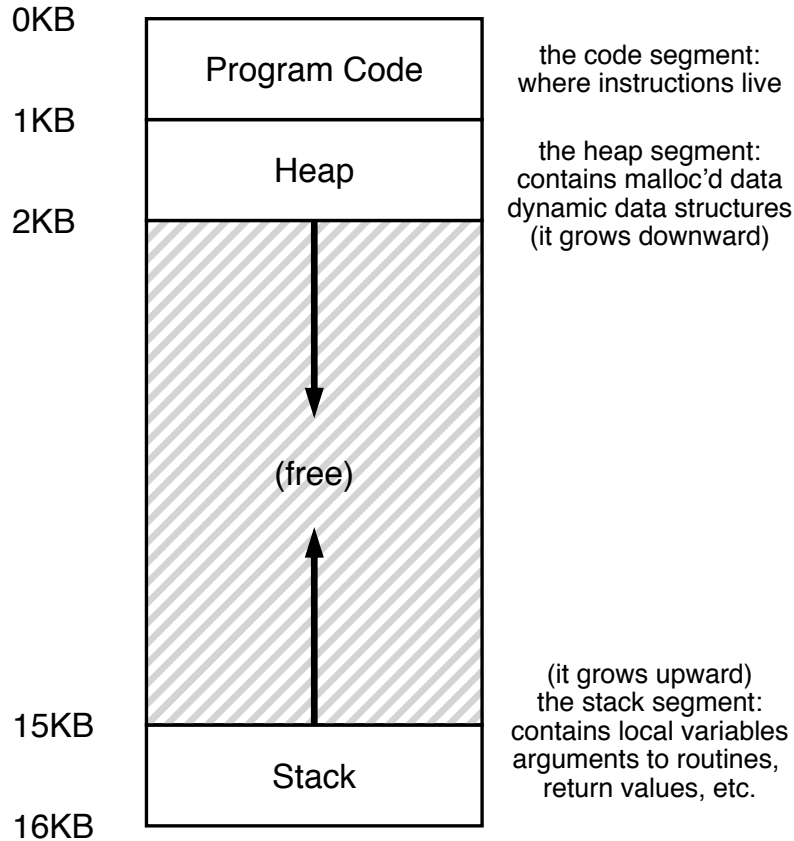 0KB
Program Code
the code segment:
where instructions live
1KB
Heap
the heap segment:
contains malloc’d data
dynamic data structures
(it grows downward)
2KB
(free)
(it grows upward)
the stack segment:
contains local variables
arguments to routines,
return values, etc.
15KB
Stack
16KB